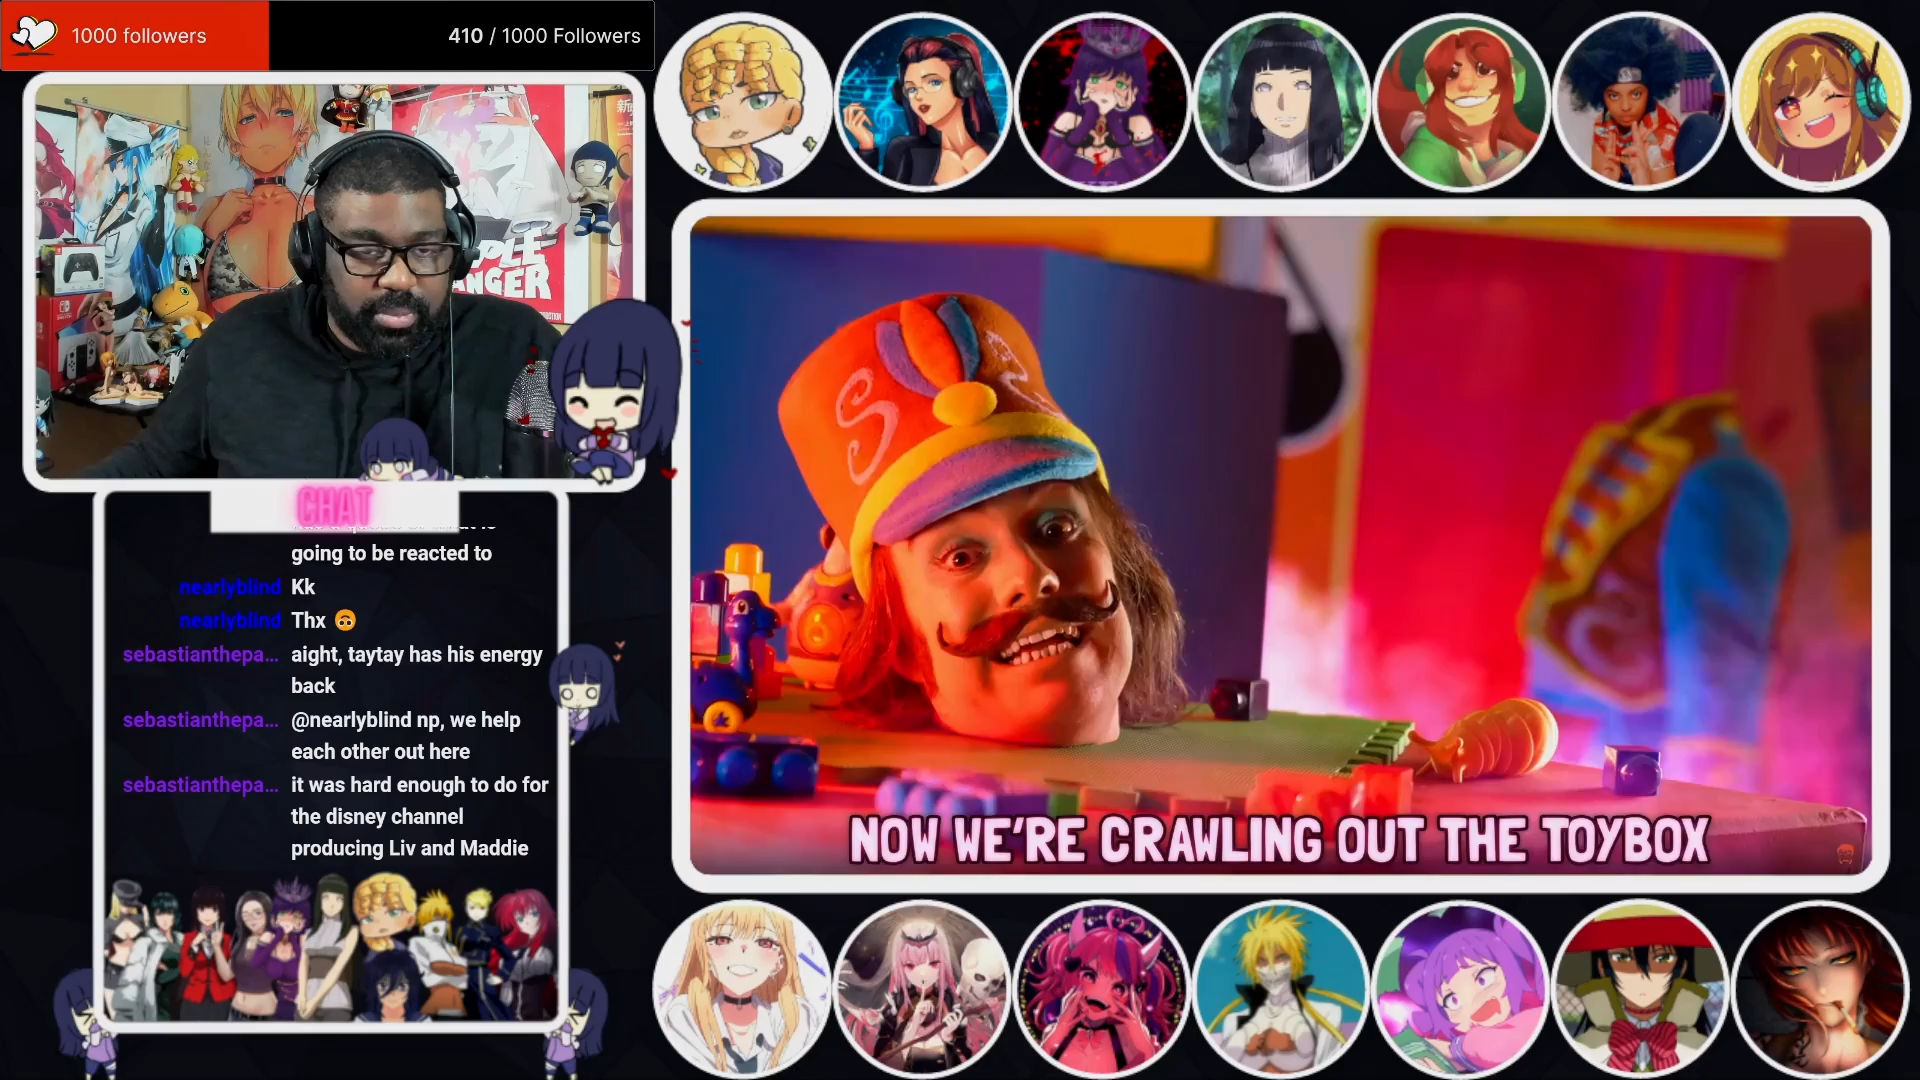 1000 followers
410 / 1000 Followers
PLE
ANGER
CHAT
going to be reacted to
nearlyblind Kk
nearlyblind Thx 🙃
sebastianthepa... aight, taytay has his energy
back
sebastianthepa... @nearlyblind np, we help
each other out here
sebastianthepa... it was hard enough to do for
the disney channel
producing Liv and Maddie
S
NOW WE'RE CRAWLING OUT THE TOYBOX